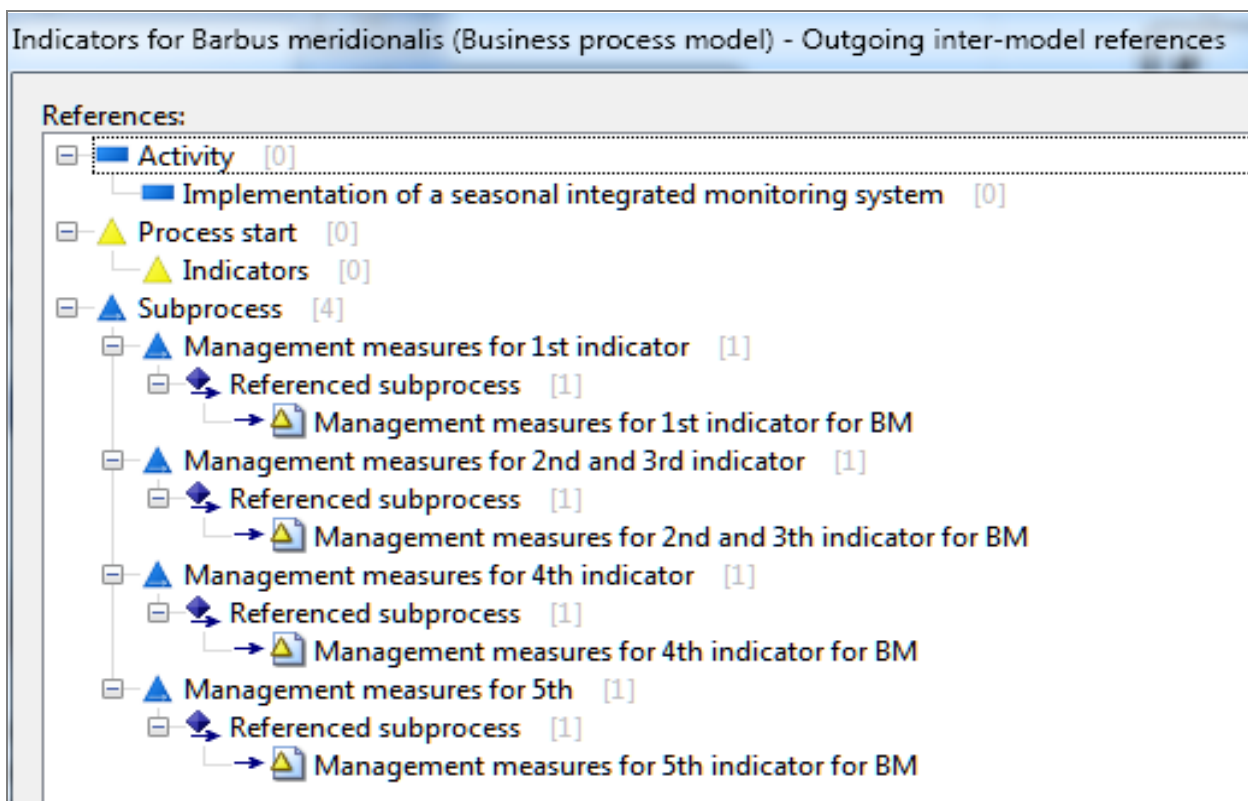 Indicators for Barbus meridionalis (Business process model) - Outgoing inter-model references
References:
Activity [0]
Implementation of a seasonal integrated monitoring system [0]
Process start [0]
Indicators [0]
Subprocess [4]
Management measures for 1st indicator [1]
Referenced subprocess [1]
Management measures for 1st indicator for BM
Management measures for 2nd and 3rd indicator [1]
Referenced subprocess [1]
Management measures for 2nd and 3th indicator for BM
Management measures for 4th indicator [1]
Referenced subprocess [1]
Management measures for 4th indicator for BM
Management measures for 5th [1]
Referenced subprocess [1]
Management measures for 5th indicator for BM